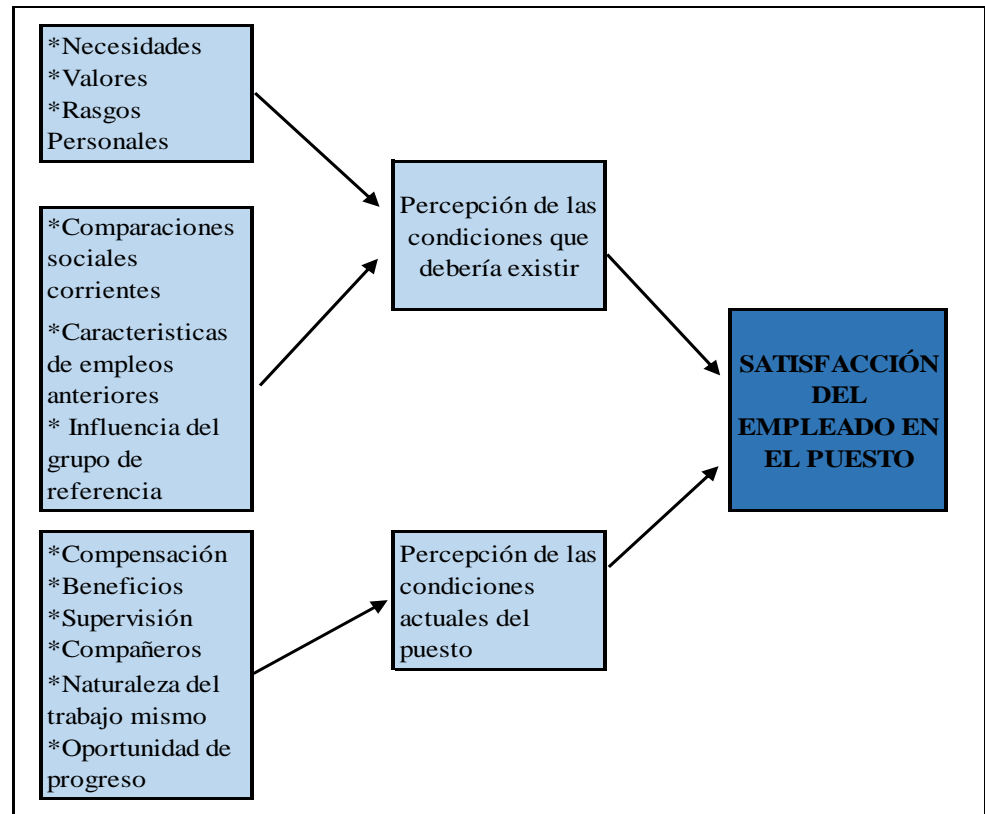 *Necesidades
*Valores
*Rasgos
Personales
*Comparaciones
sociales
corrientes
*Caracteristicas
de empleos
anteriores
* Influencia del
grupo de
referencia
*Compensación
*Beneficios
*Supervisión
*Compañeros
*Naturaleza del
trabajo mismo
*Oportunidad de
progreso
Percepción de las
condiciones que
debería existir
Percepción de las
condiciones
actuales del
puesto
SATISFACCIÓN
DEL
EMPLEADO EN
EL PUESTO